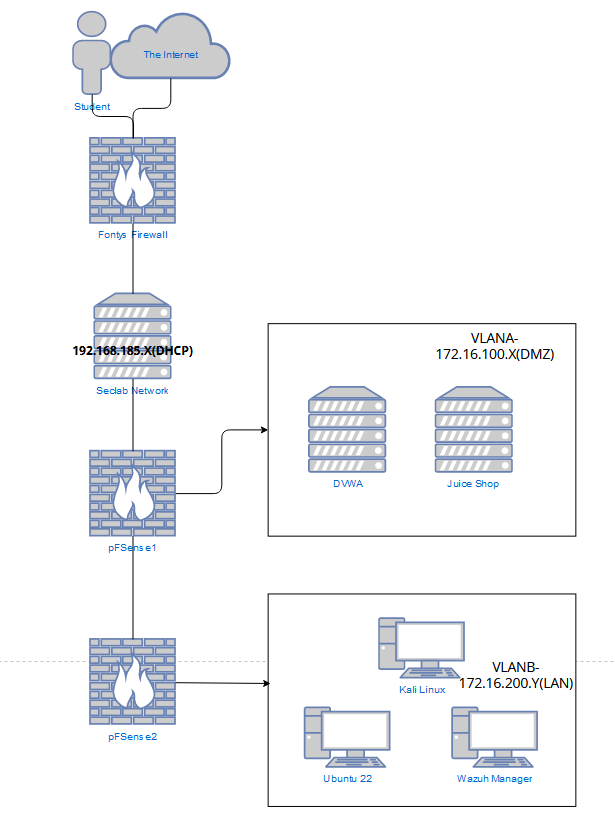 The Internet
Student
Fontys Firewall
192.168.185.X(DHCP)
Seclab Network
VLANA-
172.16.100.X(DMZ)
DVWA
Juice Shop
pFSense1
Kali Linux
VLANB-
172.16.200.Y(LAN)
pFSense2
Ubuntu 22
Wazuh Manager